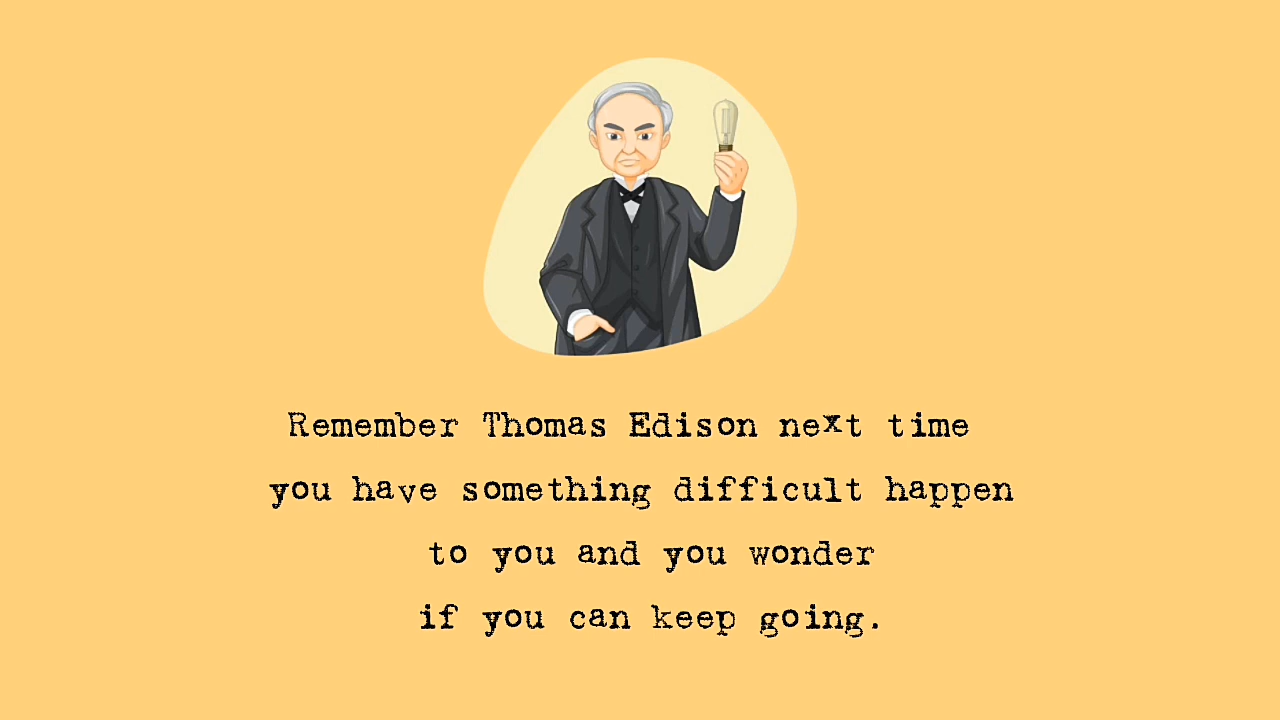 Remember Thomas Edison next time
you have something difficult happen
to you and you wonder
if you can keep going.